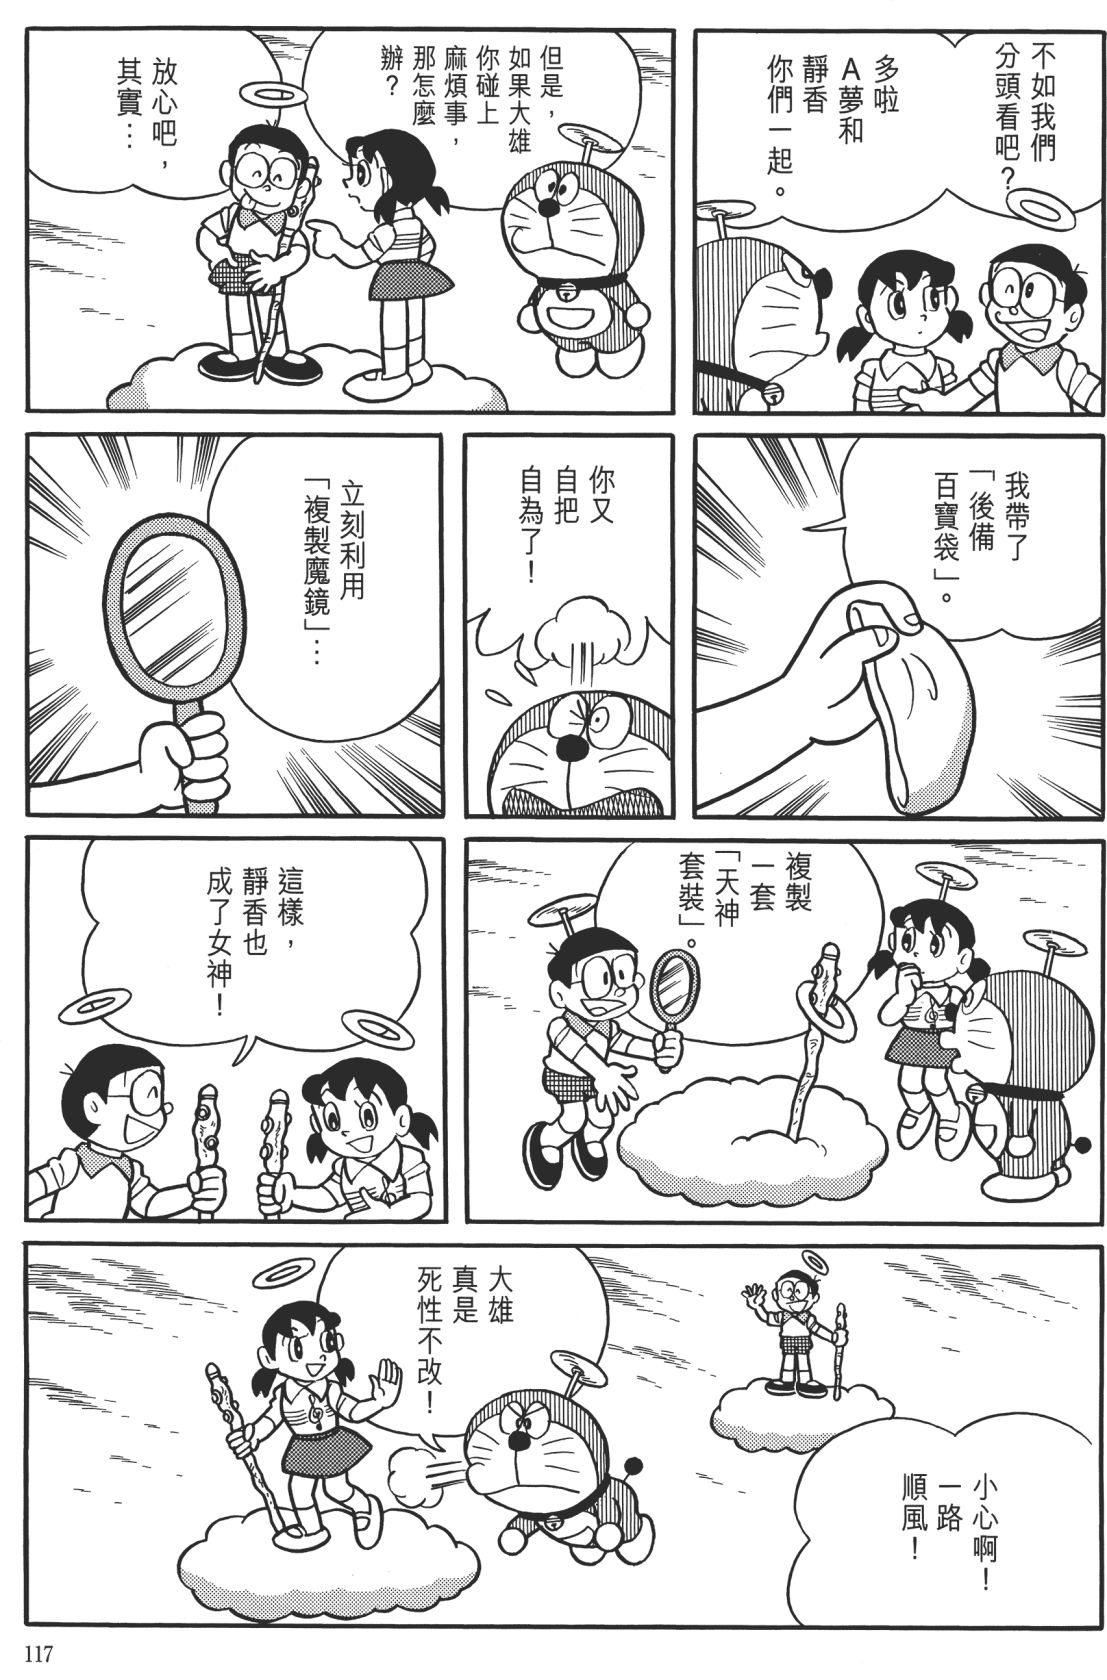 不如我們
分頭看吧？
多啦
A夢和
靜香
你們一起。
但是，
如果大雄
你碰上
麻煩事，
那怎麼
辦？
放心吧，
其實…
我帶了
「後備
百寶袋」。
你又
自把
自為了！
立刻利用
「複製魔鏡」…
複製
一套
「天神
套裝」。
這樣，
靜香也
成了女神！
小心啊！
一路
順風！
大雄
真是
死性不改！
117